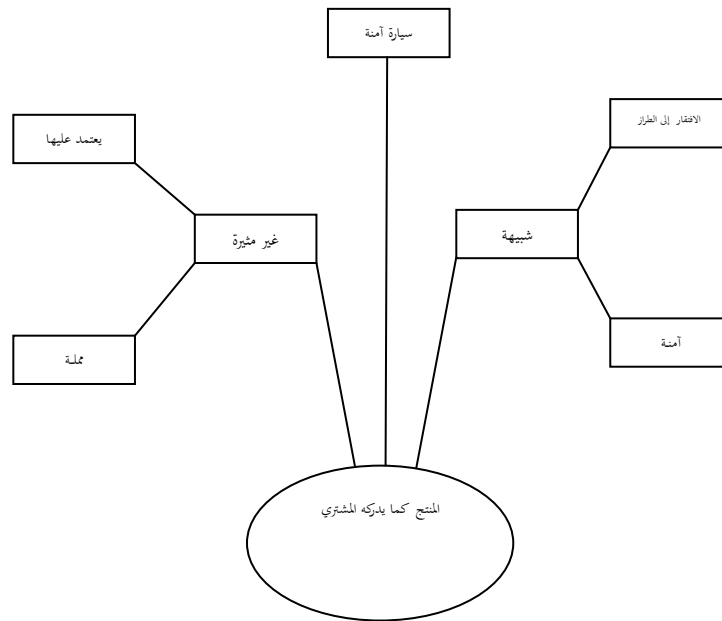 سيارة آمنة
الافتقار إلى الطراز
يعتمد عليها
شبيهة
غير مثيرة
آمنة
مملة
المنتج كما يدركه المشتري